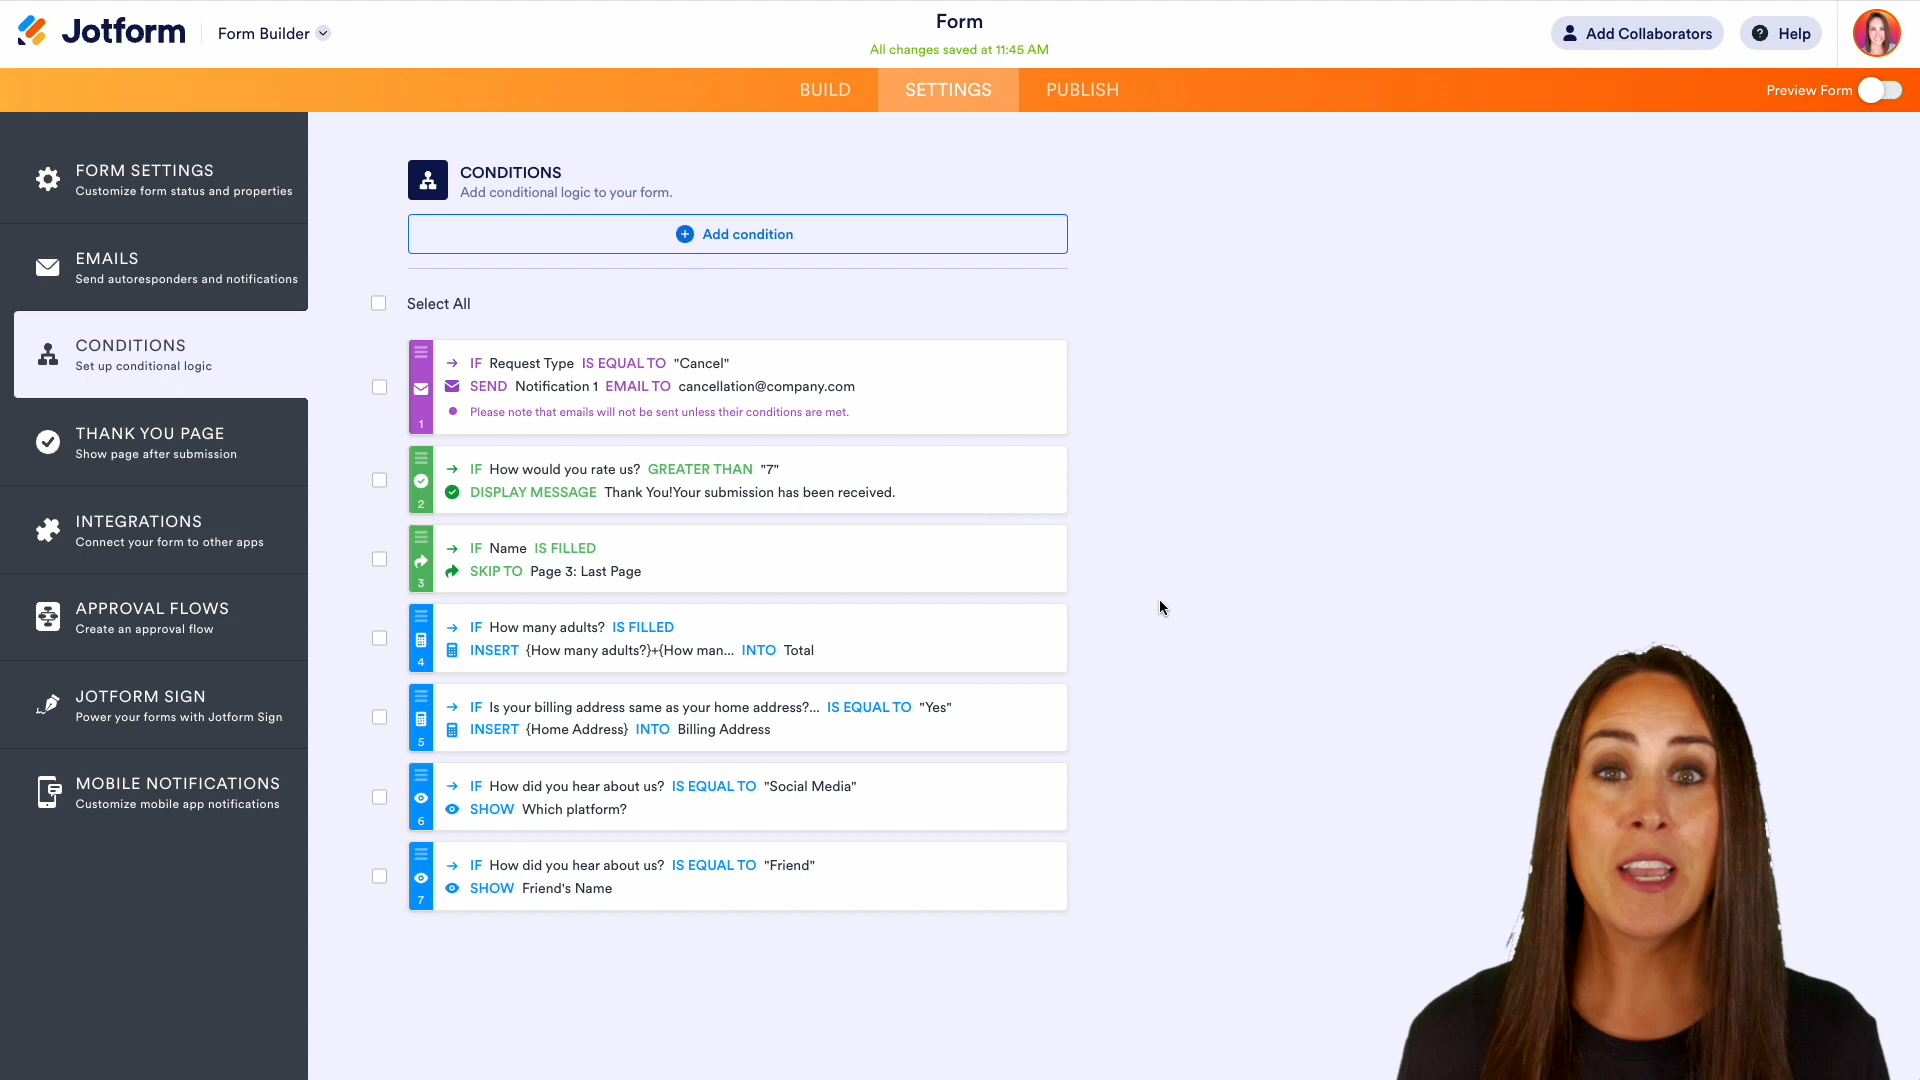 Jotform
Form Builder
Form
All changes saved at 11:45 AM
Add Collaborators
Help
BUILD
SETTINGS
PUBLISH
Preview Form
FORM SETTINGS
Customize form status and properties
EMAILS
Send autoresponders and notifications
CONDITIONS
Set up conditional logic
THANK YOU PAGE
Show page after submission
INTEGRATIONS
Connect your form to other apps
APPROVAL FLOWS
Create an approval flow
JOTFORM SIGN
Power your forms with Jotform Sign
MOBILE NOTIFICATIONS
Customize mobile app notifications
CONDITIONS
Add conditional logic to your form.
Add condition
Select All
IF Request Type IS EQUAL TO "Cancel"
SEND Notification 1 EMAIL TO cancellation@company.com
Please note that emails will not be sent unless their conditions are met.
1
IF How would you rate us? GREATER THAN "7"
DISPLAY MESSAGE Thank You!Your submission has been received.
2
IF Name IS FILLED
SKIP TO Page 3: Last Page
3
IF How many adults? IS FILLED
INSERT {How many adults?}+{How man... INTO Total
4
IF Is your billing address same as your home address?... IS EQUAL TO "Yes"
INSERT {Home Address} INTO Billing Address
5
IF How did you hear about us? IS EQUAL TO "Social Media"
SHOW Which platform?
6
IF How did you hear about us? IS EQUAL TO "Friend"
SHOW Friend's Name
7